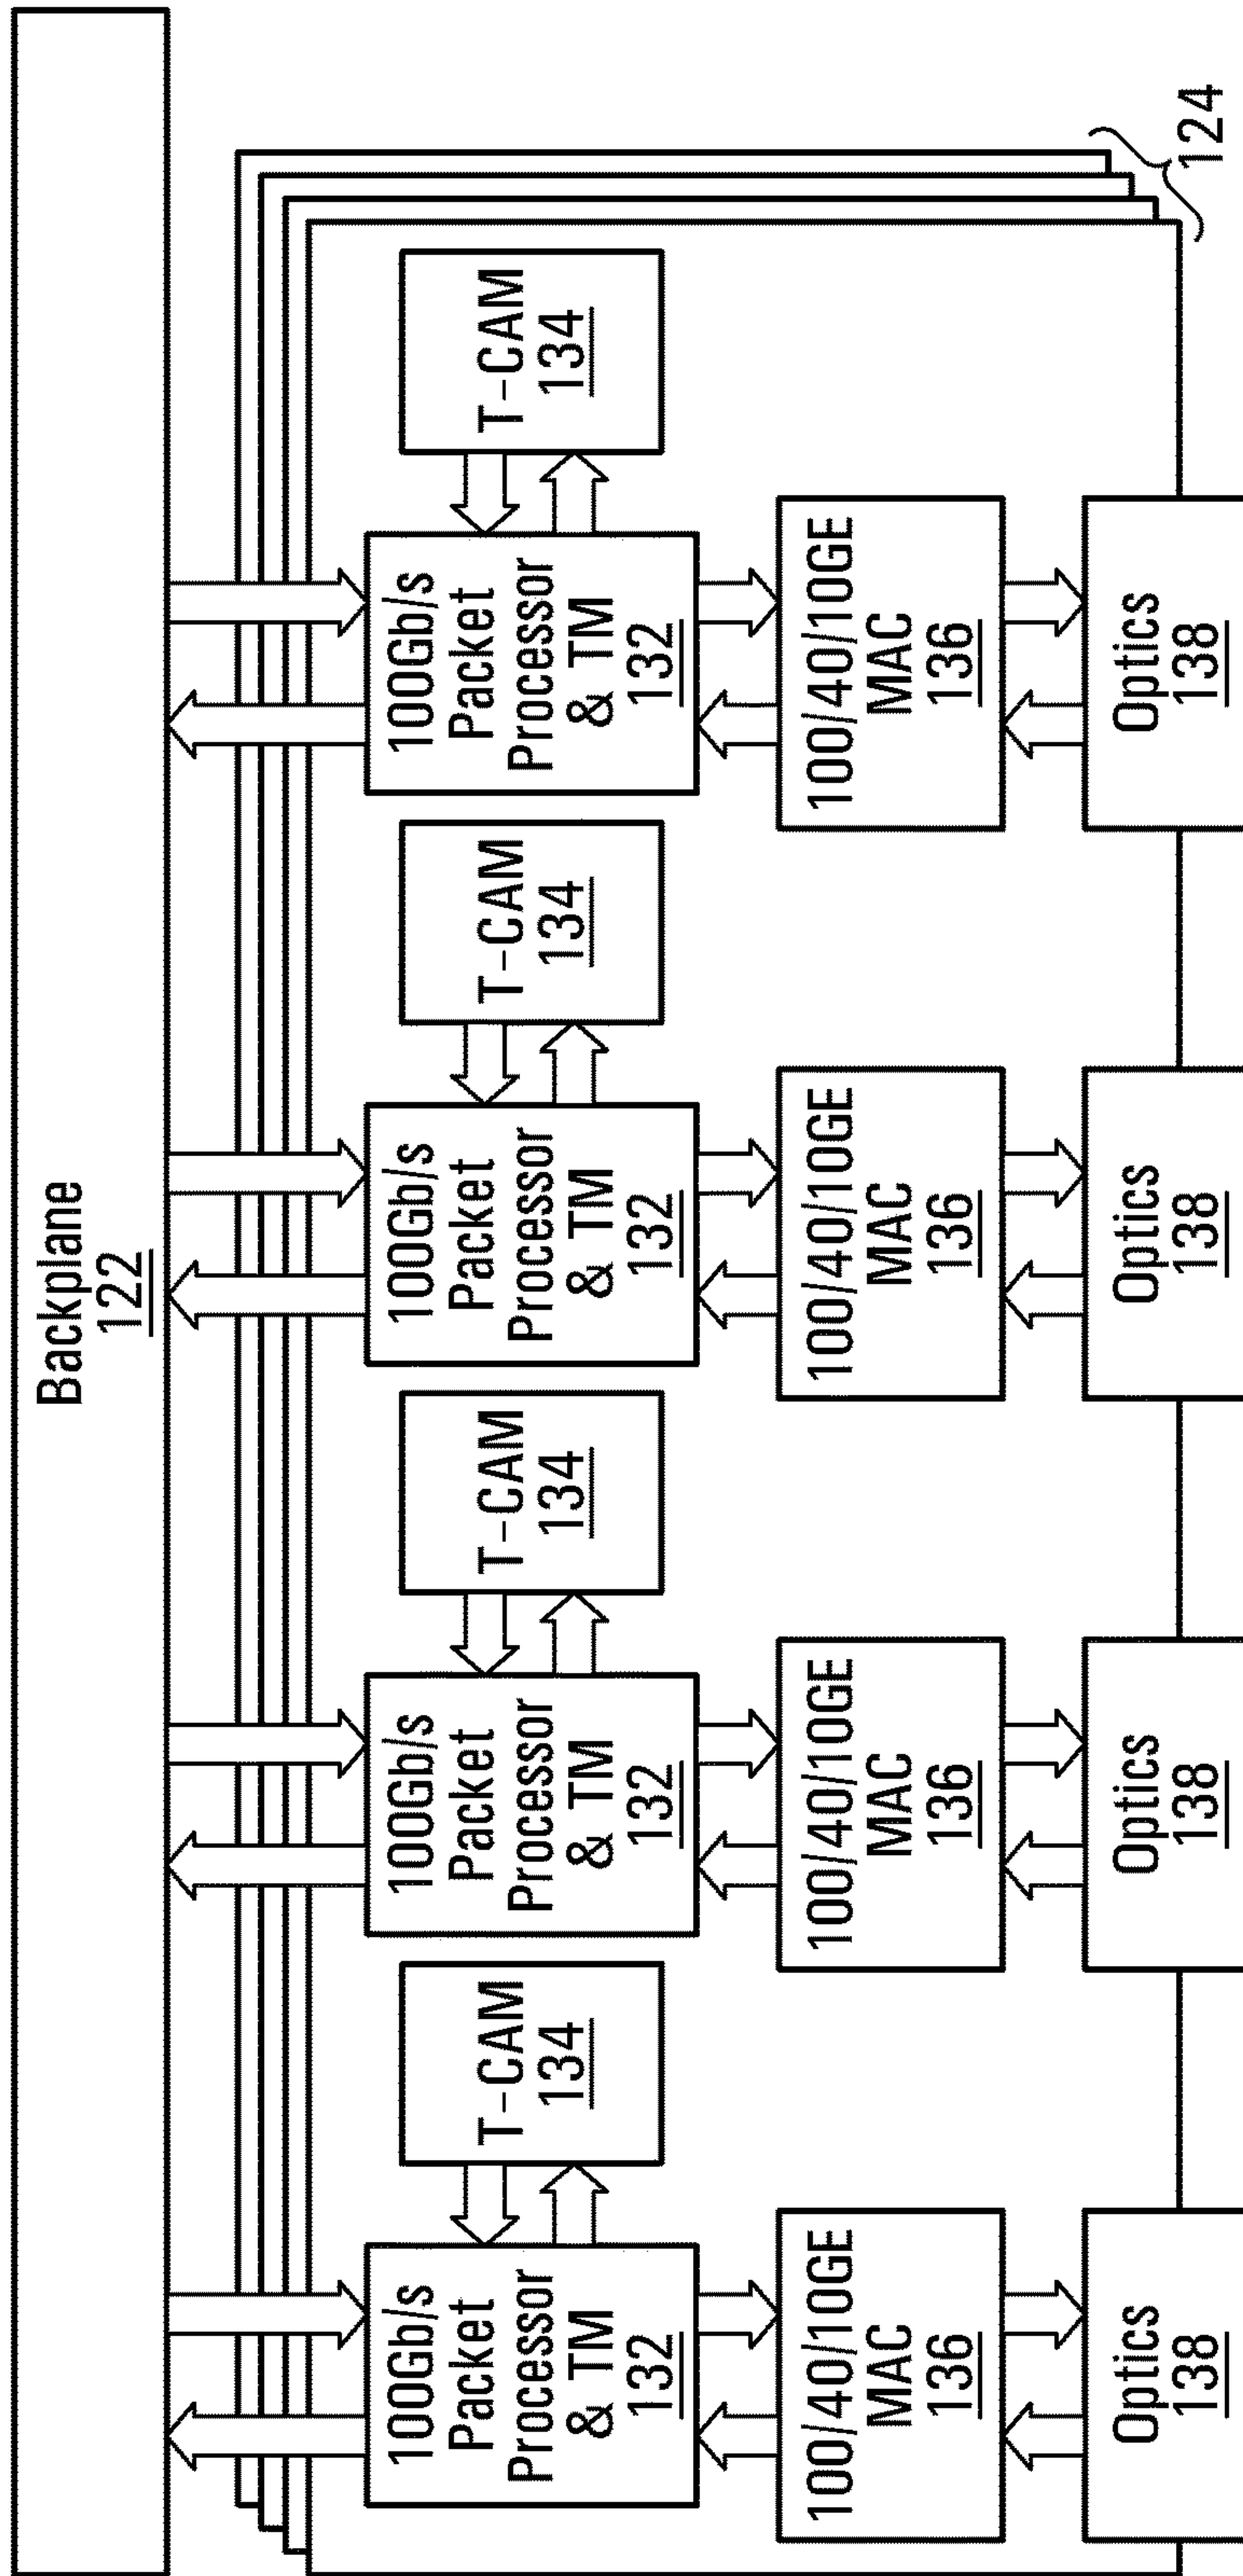 Backplane
122
100Gb/s
Packet
Processor
& TM
132
T-CAM
134
100Gb/s
Packet
Processor
& TM
132
T-CAM
134
100Gb/s
Packet
Processor
& TM
132
T-CAM
134
100Gb/s
Packet
Processor
& TM
132
T-CAM
134
100/40/10GE
MAC
136
100/40/10GE
MAC
136
100/40/10GE
MAC
136
100/40/10GE
MAC
136
Optics
138
Optics
138
Optics
138
Optics
138
124